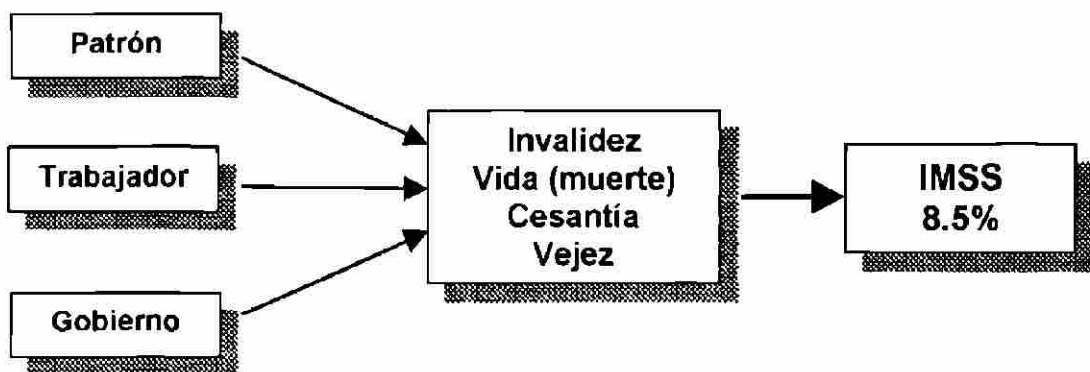 Patrón
Trabajador
Gobierno
Invalidez
Vida (muerte)
Cesantía
Vejez
IMSS
8.5%